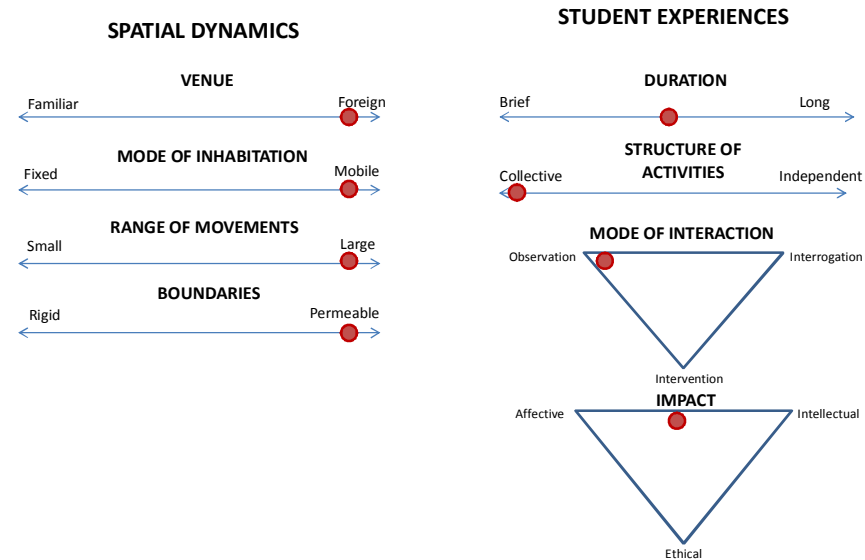 SPATIAL DYNAMICS
VENUE
Familiar
Foreign
MODE OF INHABITATION
Fixed
Mobile
RANGE OF MOVEMENTS
Small
Large
BOUNDARIES
Rigid
Permeable
STUDENT EXPERIENCES
DURATION
Brief
Long
STRUCTURE OF
ACTIVITIES
Collective
Independent
MODE OF INTERACTION
Observation
Interrogation
Intervention
IMPACT
Affective
Intellectual
Ethical